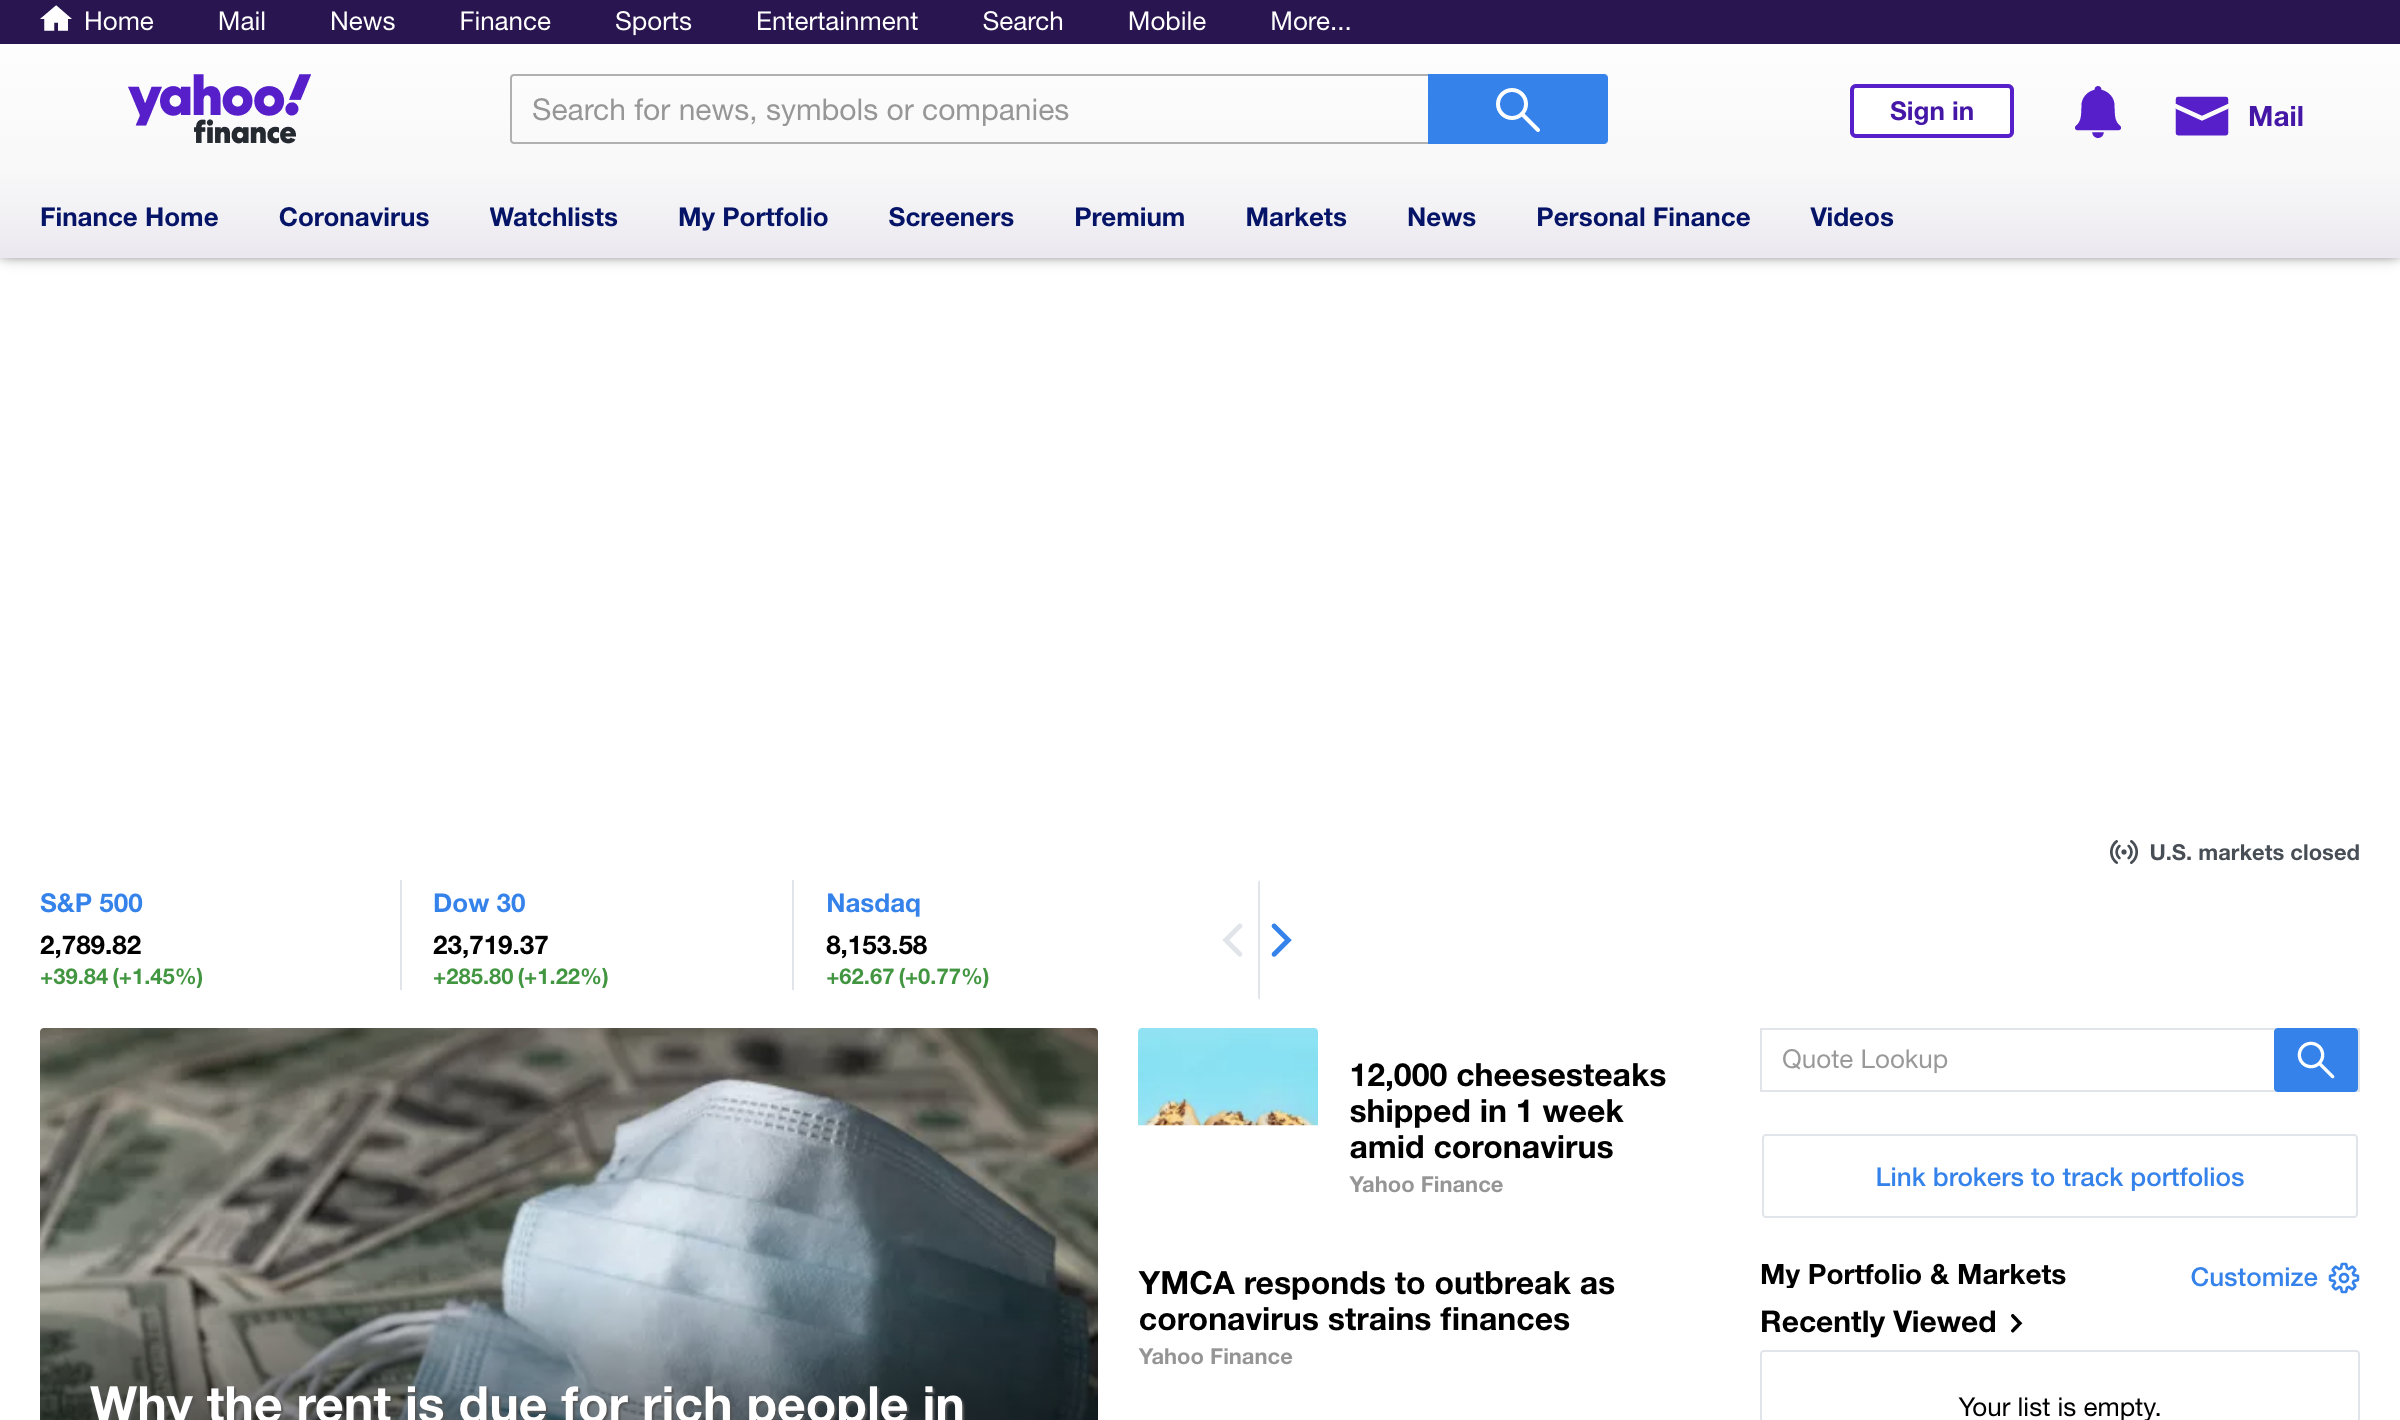 Home Mail News Finance Sports Entertainment Search Mobile More...
yahoo!
finance
Search for news, symbols or companies
Sign in
Mail
Finance Home Coronavirus Watchlists My Portfolio Screeners Premium Markets News Personal Finance Videos
U.S. markets closed
S&P 500
2,789.82
+39.84 (+1.45%)
Dow 30
23,719.37
+285.80 (+1.22%)
Nasdaq
8,153.58
+62.67 (+0.77%)
Why the rent is due for rich people in
12,000 cheesesteaks
shipped in 1 week
amid coronavirus
Yahoo Finance
YMCA responds to outbreak as
coronavirus strains finances
Yahoo Finance
Quote Lookup
Link brokers to track portfolios
My Portfolio & Markets
Customize
Recently Viewed
Your list is empty.